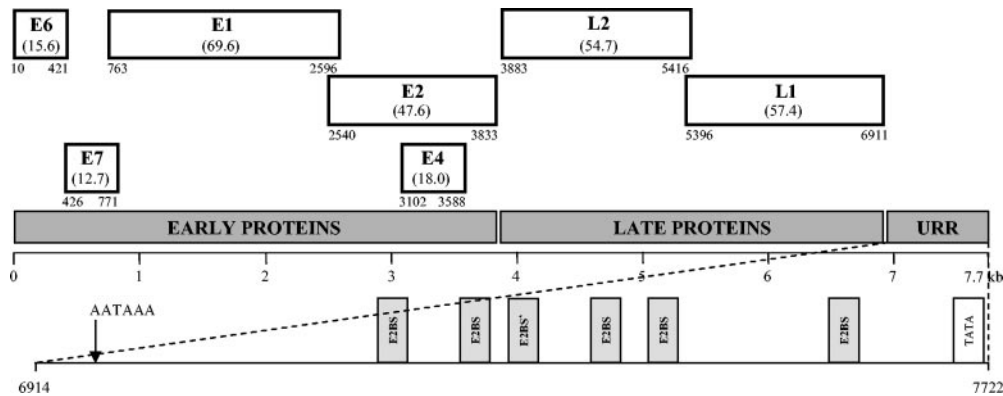 E6 E1 L2
(15.6) (69.6) (54.7)
10 421 763 2596 3883 5416
E2 L1
(47.6) (57.4)
2540 3833 5396 6911
E7 E4
(12.7) (18.0)
426 771 3102 3588
EARLY PROTEINS LATE PROTEINS URR
0 1 2 3 4 5 6 7 7.7 kb
AATAAA
E2BS E2BS E2BS* E2BS E2BS E2BS TATA
6914 7722